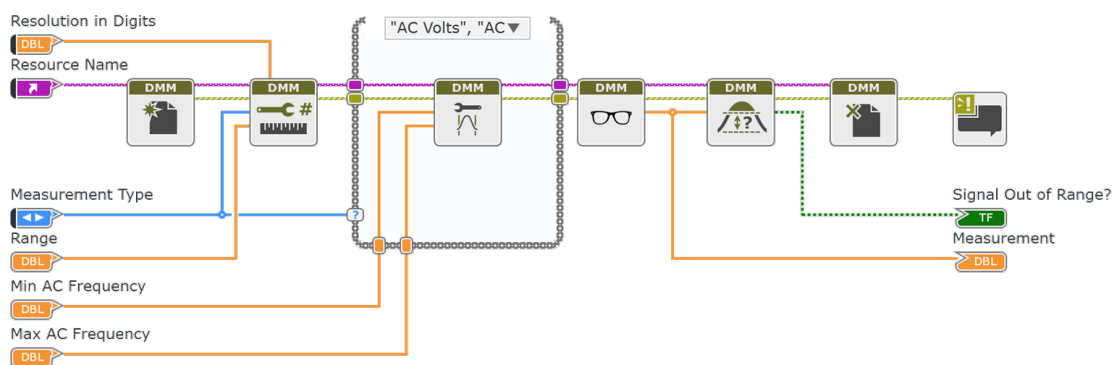 Resolution in Digits
DBL
Resource Name
"AC Volts", "AC
DMM DMM DMM DMM DMM DMM
#
?
!
Measurement Type
?
Range
DBL
Min AC Frequency
DBL
Max AC Frequency
DBL
Signal Out of Range?
TF
Measurement
DBL